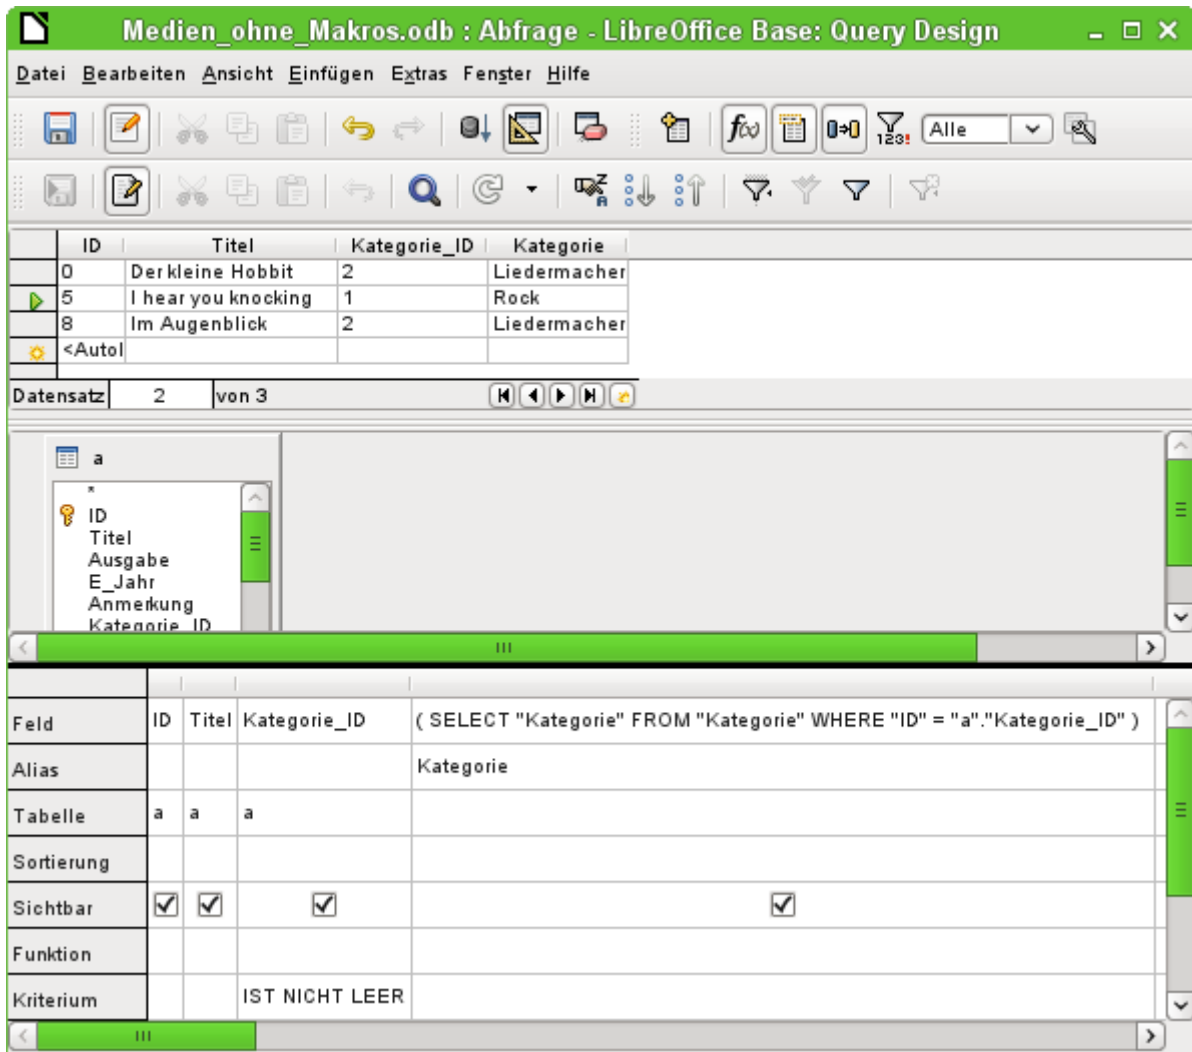 Medien_ohne_Makros.odb : Abfrage - LibreOffice Base: Query Design
Datei Bearbeiten Ansicht Einfügen Extras Fenster Hilfe
f(x) 123! Alle
Z A
ID Titel Kategorie_ID Kategorie
0 Der kleine Hobbit 2 Liedermacher
5 I hear you knocking 1 Rock
8 Im Augenblick 2 Liedermacher
<AutoI
Datensatz 2 von 3
a
*
ID
Titel
Ausgabe
E_Jahr
Anmerkung
Kategorie_ID
Feld ID Titel Kategorie_ID ( SELECT "Kategorie" FROM "Kategorie" WHERE "ID" = "a"."Kategorie_ID" )
Alias Kategorie
Tabelle a a a
Sortierung
Sichtbar
Funktion
Kriterium IST NICHT LEER